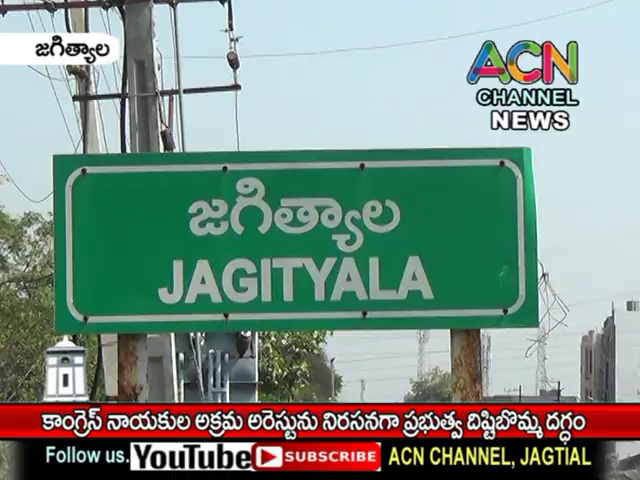 జగిత్యాల
ACN
CHANNEL
NEWS
జగిత్యాల
JAGITYALA
కాంగ్రెస్ నాయకుల అక్రమ అరెస్టును నిరసనగా ప్రభుత్వ దిష్టిబొమ్మ దగ్ధం
Follow us. YouTube SUBSCRIBE ACN CHANNEL, JAGTIAL